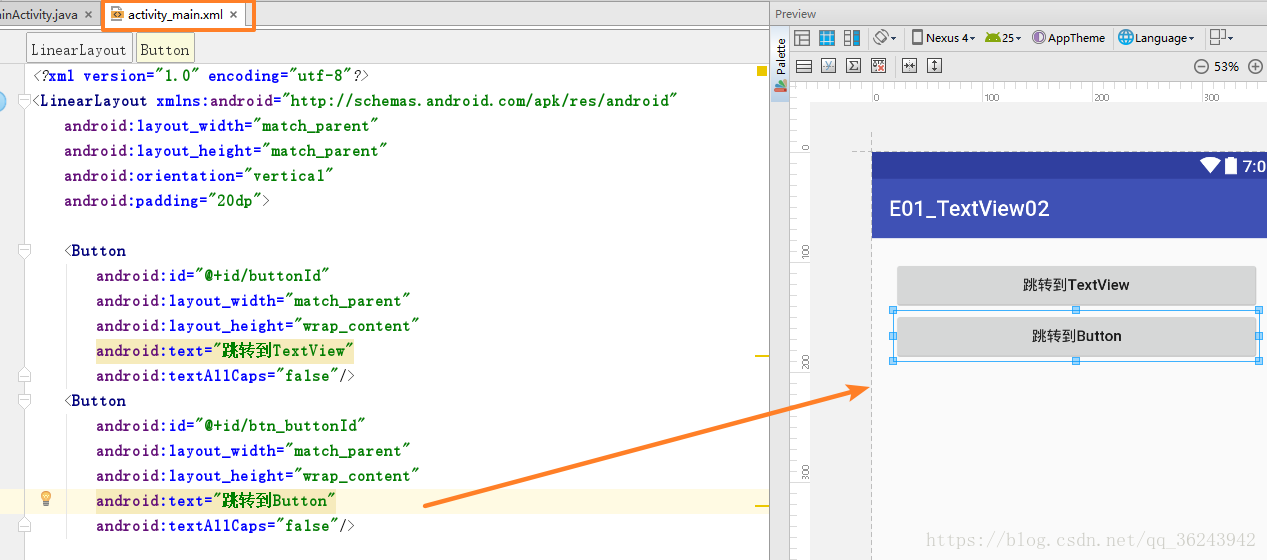 inActivity.java
activity_main.xml
LinearLayout Button
<?xml version="1.0" encoding="utf-8"?>
<LinearLayout xmlns:android="http://schemas.android.com/apk/res/android"
android:layout_width="match_parent"
android:layout_height="match_parent"
android:orientation="vertical"
android:padding="20dp">
<Button
android:id="@+id/buttonId"
android:layout_width="match_parent"
android:layout_height="wrap_content"
android:text="跳转到TextView"
android:textAllCaps="false"/>
<Button
android:id="@+id/btn_buttonId"
android:layout_width="match_parent"
android:layout_height="wrap_content"
android:text="跳转到Button"
android:textAllCaps="false"/>
Preview
Palette
Nexus 4 25 AppTheme Language
53%
0 100 200 300
0
100
200
300
7:0
E01_TextView02
跳转到TextView
跳转到Button
https://blog.csdn.net/qq_36243942